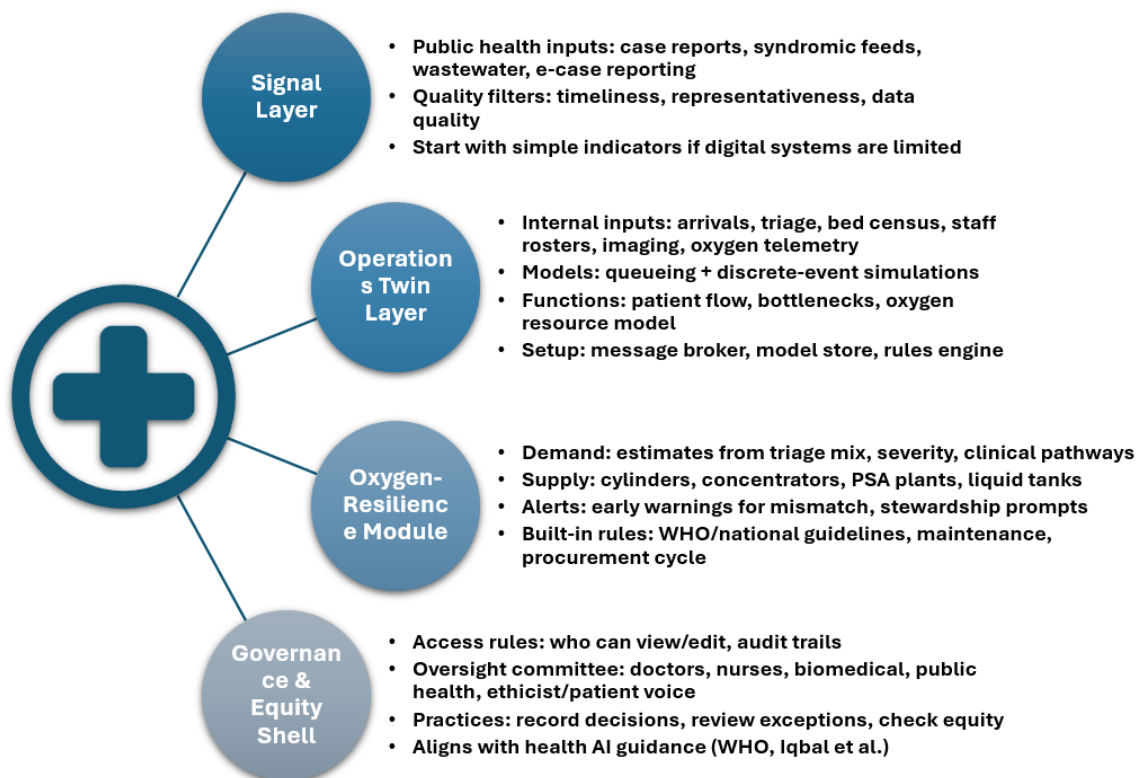 Signal
Layer
• Public health inputs: case reports, syndromic feeds,
wastewater, e-case reporting
• Quality filters: timeliness, representativeness, data
quality
• Start with simple indicators if digital systems are limited
Operation
s Twin
Layer
• Internal inputs: arrivals, triage, bed census, staff
rosters, imaging, oxygen telemetry
• Models: queueing + discrete-event simulations
• Functions: patient flow, bottlenecks, oxygen
resource model
• Setup: message broker, model store, rules engine
Oxygen-
Resilienc
e Module
• Demand: estimates from triage mix, severity, clinical pathways
• Supply: cylinders, concentrators, PSA plants, liquid tanks
• Alerts: early warnings for mismatch, stewardship prompts
• Built-in rules: WHO/national guidelines, maintenance,
procurement cycle
Governan
ce &
Equity
Shell
• Access rules: who can view/edit, audit trails
• Oversight committee: doctors, nurses, biomedical, public
health, ethicist/patient voice
• Practices: record decisions, review exceptions, check equity
• Aligns with health AI guidance (WHO, Iqbal et al.)